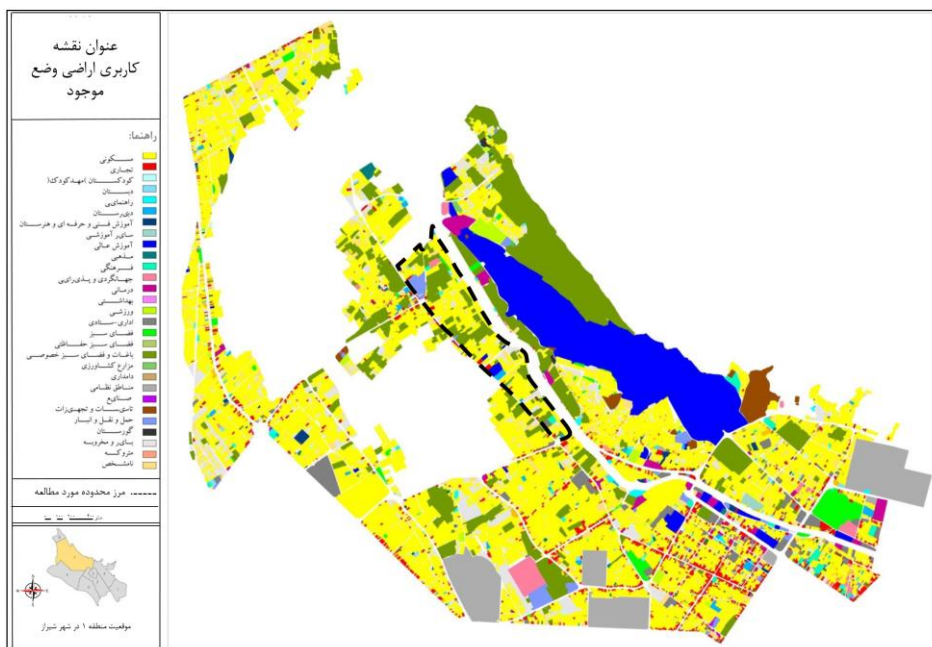 عنوان نقشه
کاربری اراضی وضع
موجود
راهنما:
مسکونی
تجاری
کودکستان (مهدکودک)
دبستان
راهنمایی
دبیرستان
آموزش فنی و حرفه ای و هنرستان
سایر آموزشی
آموزش عالی
مذهبی
فرهنگی
جهانگردی و پذیرایی
درمانی
بهداشتی
ورزشی
اداری-ستادی
فضای سبز
فضای سبز حفاظتی
باغات و فضای سبز خصوصی
مزارع کشاورزی
دامداری
مناطق نظامی
صنایع
تاسیسات و تجهیزات
حمل و نقل و انبار
گورستان
بایر و مخروبه
متروکه
نامشخص
مرز محدوده مورد مطالعه
موقعیت منطقه ۱ در شهر شیراز